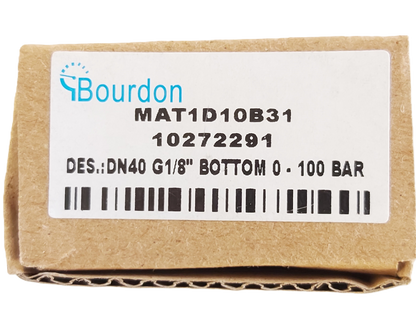 Bourdon
MAT1D10B31
10272291
DES.:DN40 G1/8" BOTTOM 0 - 100 BAR